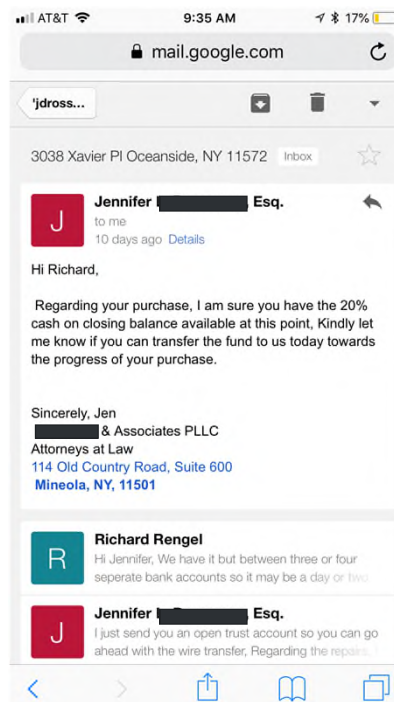 AT&T 9:35 AM 17%
mail.google.com
'jdross...
3038 Xavier Pl Oceanside, NY 11572 Inbox
J
Jennifer Esq.
to me
10 days ago Details
Hi Richard,
Regarding your purchase, I am sure you have the 20%
cash on closing balance available at this point, Kindly let
me know if you can transfer the fund to us today towards
the progress of your purchase.
Sincerely, Jen
& Associates PLLC
Attorneys at Law
114 Old Country Road, Suite 600
Mineola, NY, 11501
R
Richard Rengel
Hi Jennifer, We have it but between three or four
seperate bank accounts so it may be a day or two
J
Jennifer Esq.
I just send you an open trust account so you can go
ahead with the wire transfer, Regarding the repairs,